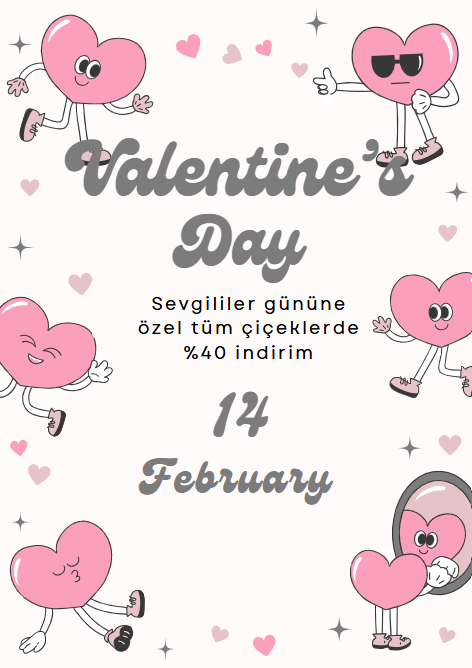 Valentine's
Day
Sevgililer gününe
özel tüm çiçeklerde
%40 indirim
14
February